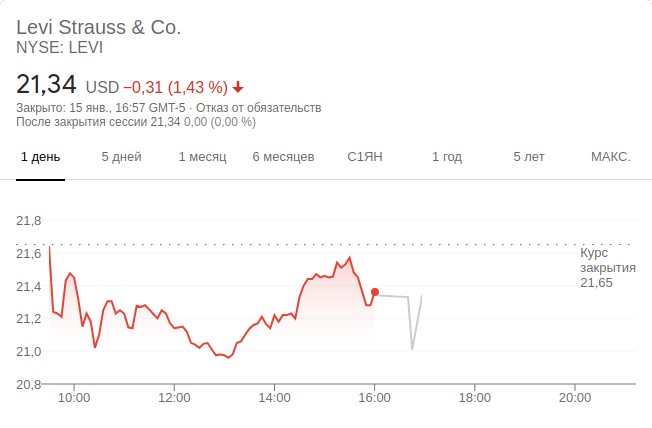 Levi Strauss & Co.
NYSE: LEVI
21,34 USD −0,31 (1,43 %)
Закрыто: 15 янв., 16:57 GMT-5 · Отказ от обязательств
После закрытия сессии 21,34 0,00 (0,00 %)
1 день 5 дней 1 месяц 6 месяцев С1ЯН 1 год 5 лет МАКС.
21,8
21,6
21,4
21,2
21,0
20,8
Курс
закрытия
21,65
10:00 12:00 14:00 16:00 18:00 20:00